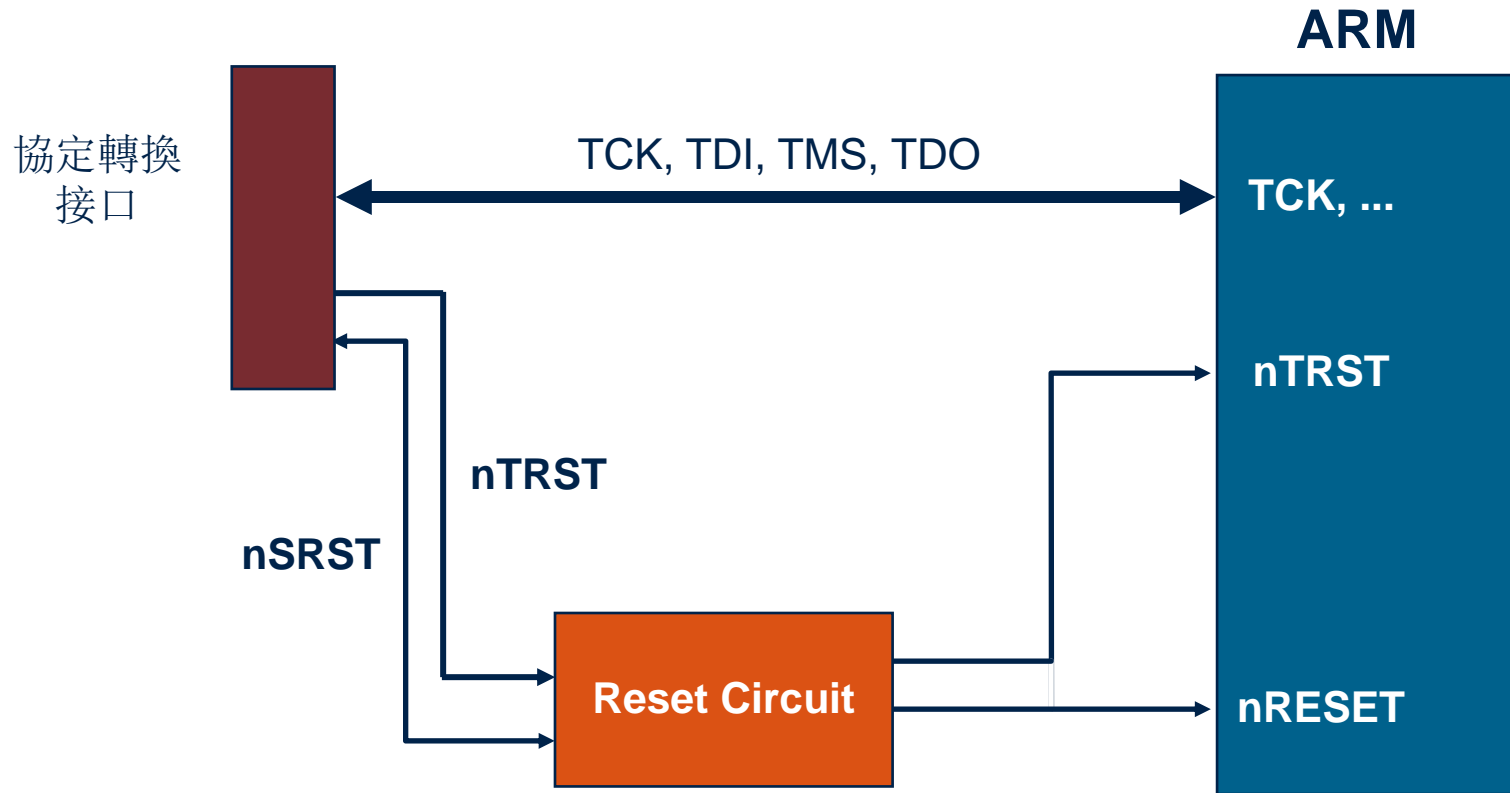 ARM
協定轉換
接口
TCK, TDI, TMS, TDO
TCK, ...
nTRST
nTRST
nSRST
Reset Circuit
nRESET